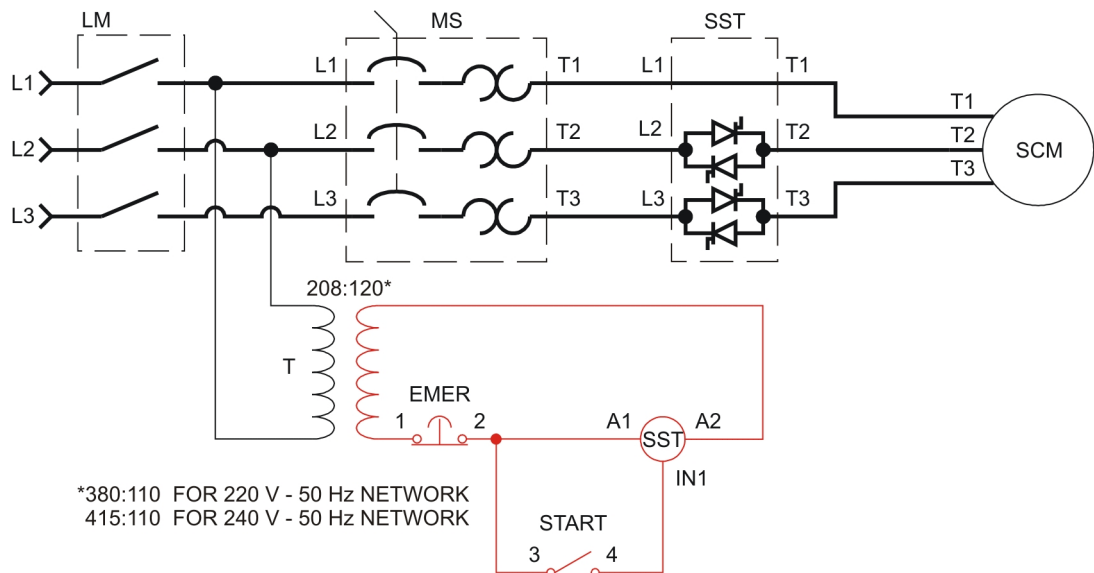 LM MS SST
L1 L1 T1 L1 T1 T1
L2 L2 T2 L2 T2 T2 SCM
L3 L3 T3 L3 T3 T3
208:120*
T
EMER
1 2 A1 SST A2
IN1
*380:110 FOR 220 V - 50 Hz NETWORK
415:110 FOR 240 V - 50 Hz NETWORK
START
3 4